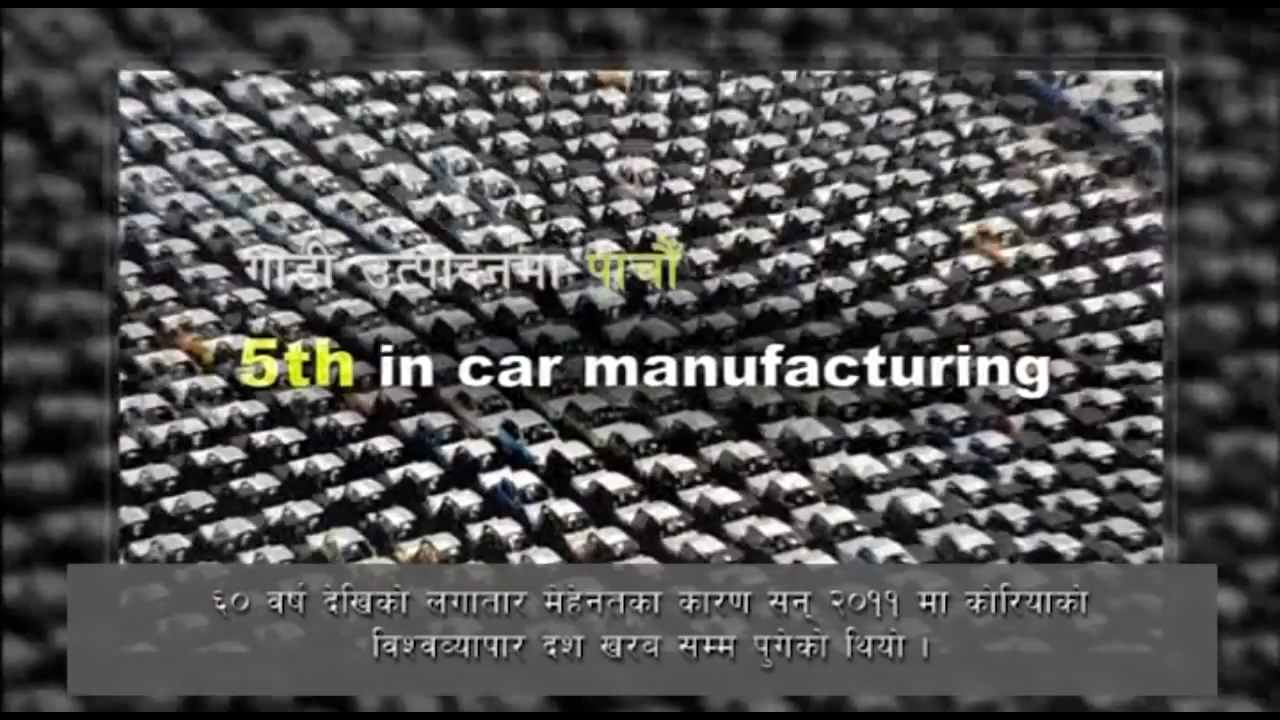 गाडी उत्पादनमा पाचौं
5th in car manufacturing
६० वर्ष देखिको लगातार मेहेनतका कारण सन् २०११ मा कोरियाको
विश्वव्यापार दश खरब सम्म पुगेको थियो ।